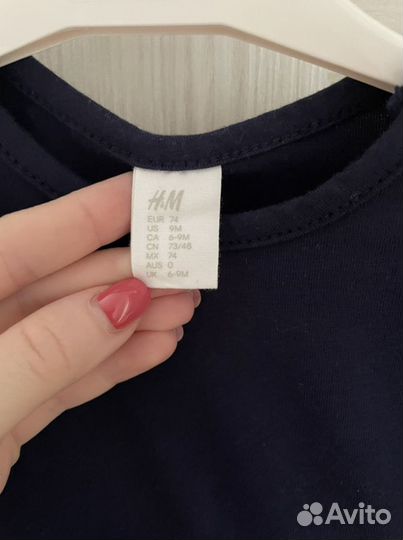 H&M
EUR 74
US 9M
CA 6-9M
CN 73/48
MX 74
AUS 0
UK 6-9M
Avito